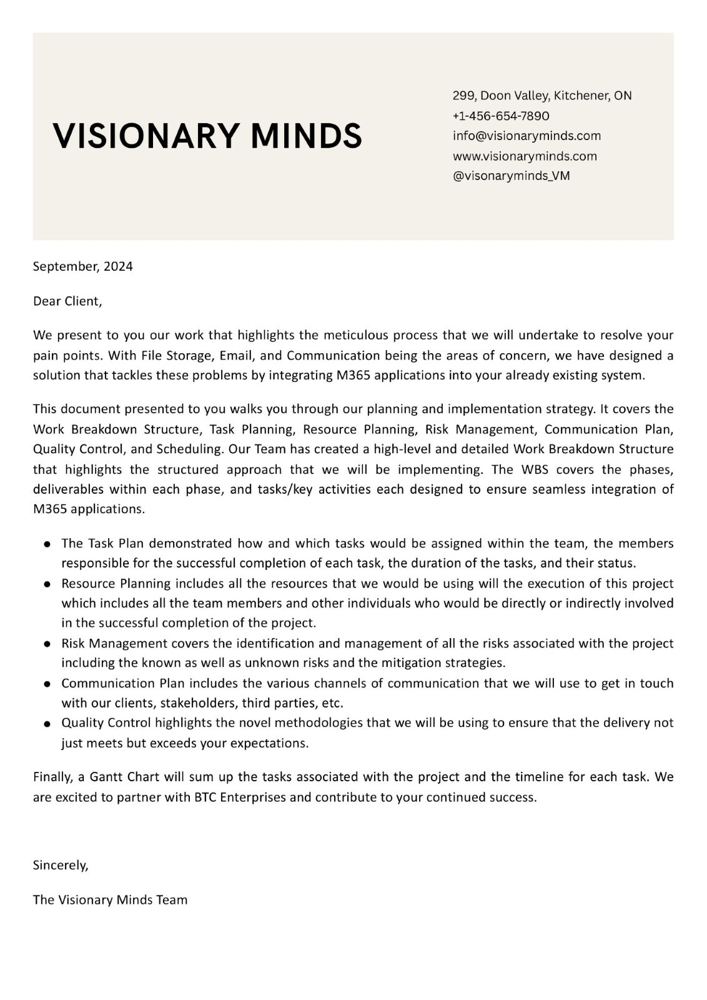 VISIONARY MINDS
299, Doon Valley, Kitchener, ON
+1-456-654-7890
info@visionaryminds.com
www.visionaryminds.com
@visonaryminds_VM
September, 2024
Dear Client,
We present to you our work that highlights the meticulous process that we will undertake to resolve your
pain points. With File Storage, Email, and Communication being the areas of concern, we have designed a
solution that tackles these problems by integrating M365 applications into your already existing system.
This document presented to you walks you through our planning and implementation strategy. It covers the
Work Breakdown Structure, Task Planning, Resource Planning, Risk Management, Communication Plan,
Quality Control, and Scheduling. Our Team has created a high-level and detailed Work Breakdown Structure
that highlights the structured approach that we will be implementing. The WBS covers the phases,
deliverables within each phase, and tasks/key activities each designed to ensure seamless integration of
M365 applications.
● The Task Plan demonstrated how and which tasks would be assigned within the team, the members
responsible for the successful completion of each task, the duration of the tasks, and their status.
● Resource Planning includes all the resources that we would be using will the execution of this project
which includes all the team members and other individuals who would be directly or indirectly involved
in the successful completion of the project.
● Risk Management covers the identification and management of all the risks associated with the project
including the known as well as unknown risks and the mitigation strategies.
● Communication Plan includes the various channels of communication that we will use to get in touch
with our clients, stakeholders, third parties, etc.
● Quality Control highlights the novel methodologies that we will be using to ensure that the delivery not
just meets but exceeds your expectations.
Finally, a Gantt Chart will sum up the tasks associated with the project and the timeline for each task. We
are excited to partner with BTC Enterprises and contribute to your continued success.
Sincerely,
The Visionary Minds Team